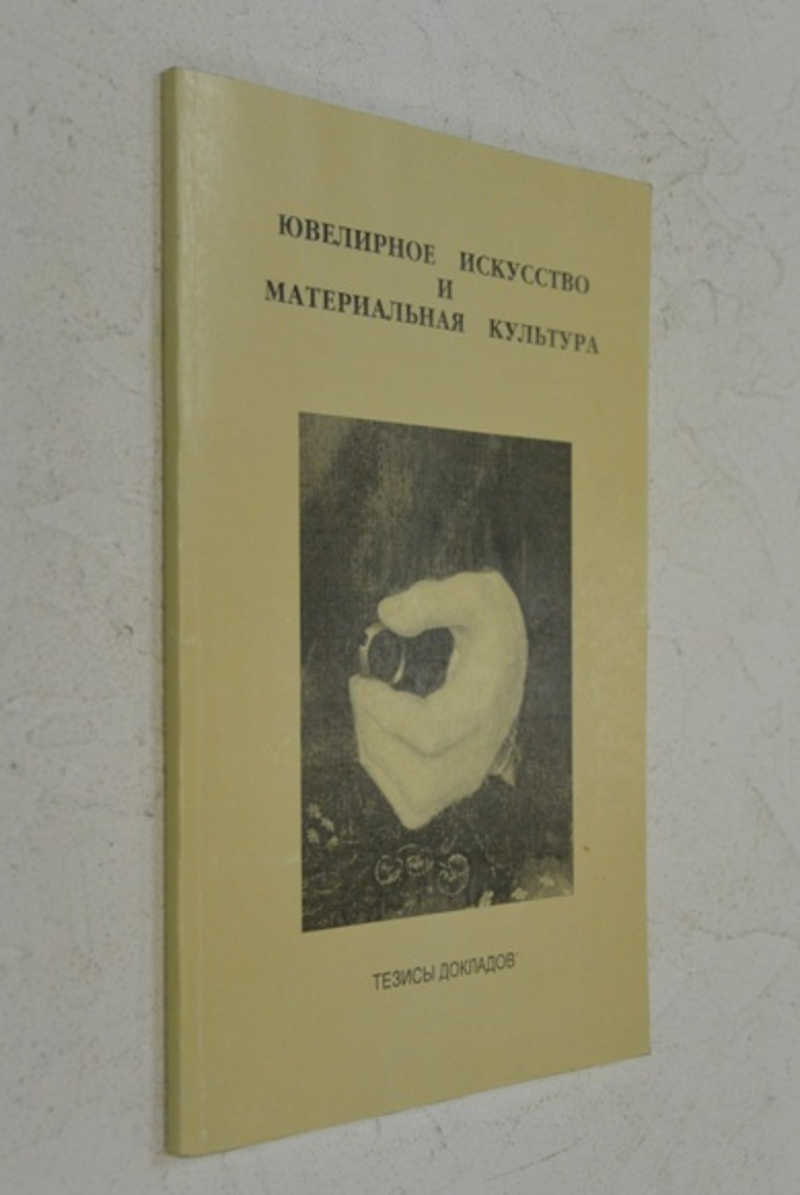 ЮВЕЛИРНОЕ ИСКУССТВО
И
МАТЕРИАЛЬНАЯ КУЛЬТУРА
ТЕЗИСЫ ДОКЛАДОВ